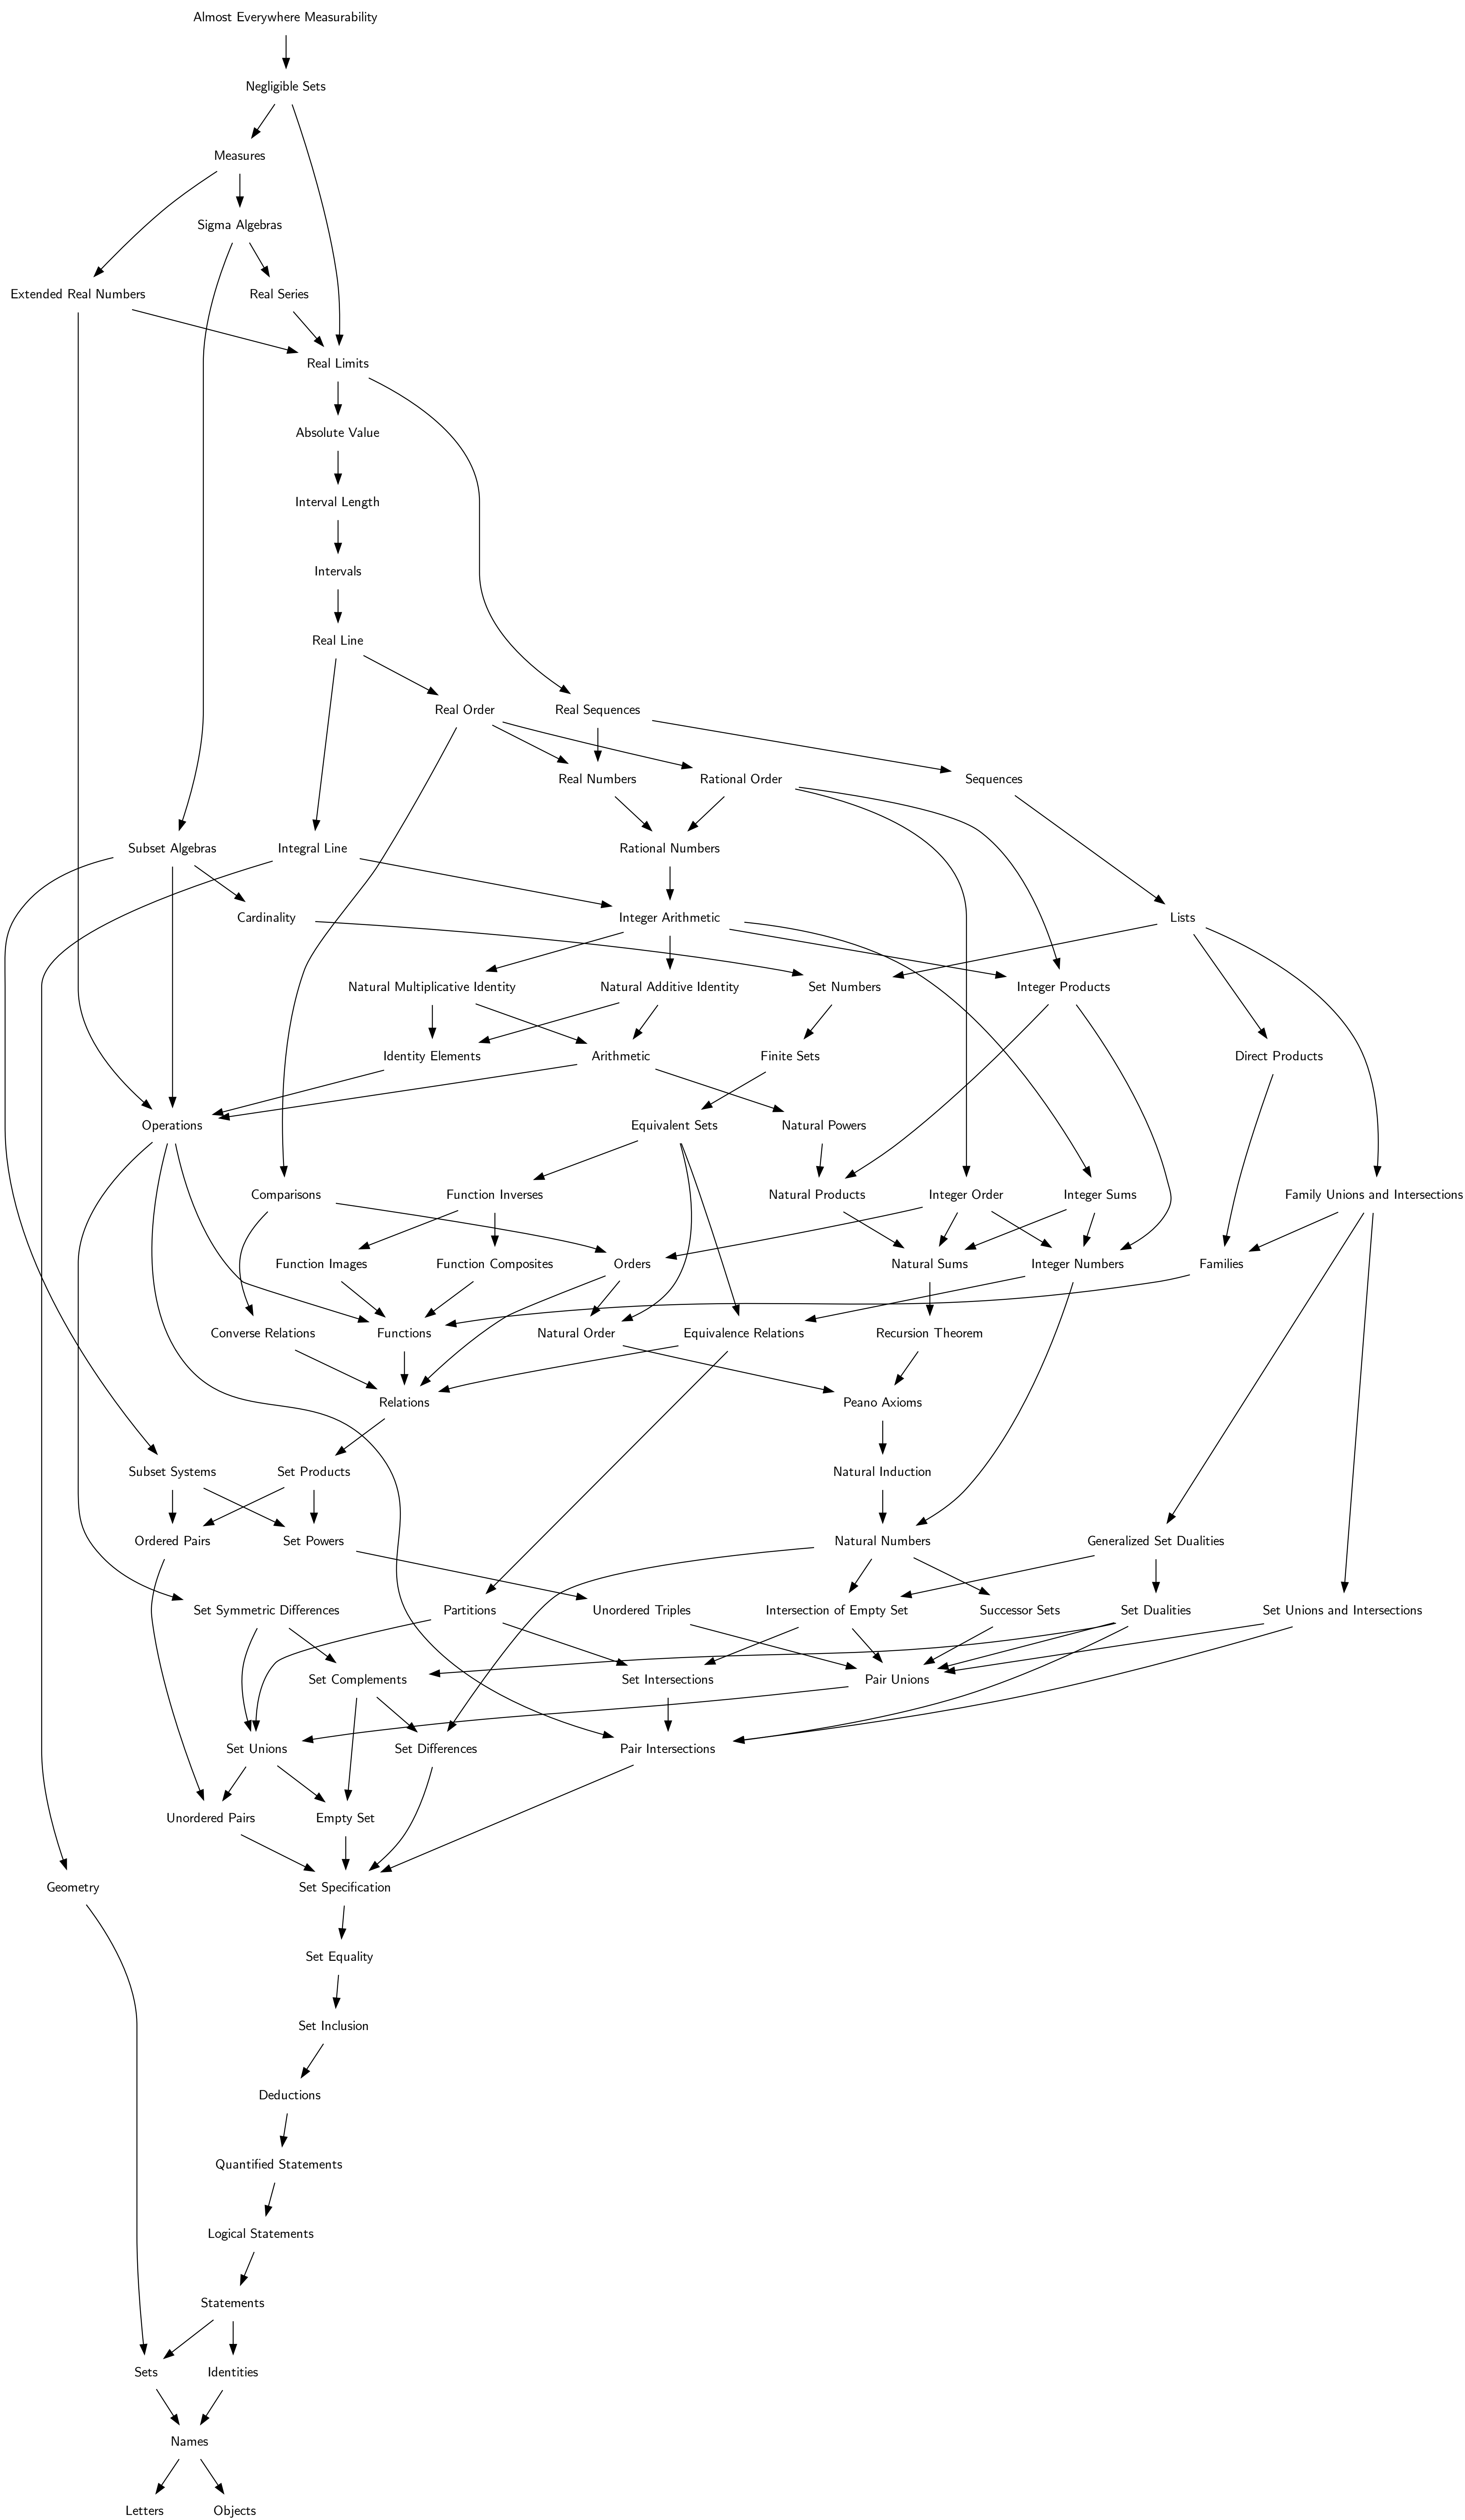 Almost Everywhere Measurability
Negligible Sets
Measures
Sigma Algebras
Extended Real Numbers
Real Series
Real Limits
Absolute Value
Interval Length
Intervals
Real Line
Real Order
Real Sequences
Real Numbers
Rational Order
Sequences
Subset Algebras
Integral Line
Rational Numbers
Cardinality
Integer Arithmetic
Lists
Natural Multiplicative Identity
Natural Additive Identity
Set Numbers
Integer Products
Identity Elements
Arithmetic
Finite Sets
Direct Products
Operations
Equivalent Sets
Natural Powers
Comparisons
Function Inverses
Natural Products
Integer Order
Integer Sums
Family Unions and Intersections
Function Images
Function Composites
Orders
Natural Sums
Integer Numbers
Families
Converse Relations
Functions
Natural Order
Equivalence Relations
Recursion Theorem
Relations
Peano Axioms
Subset Systems
Set Products
Natural Induction
Ordered Pairs
Set Powers
Natural Numbers
Generalized Set Dualities
Set Symmetric Differences
Partitions
Unordered Triples
Intersection of Empty Set
Successor Sets
Set Dualities
Set Unions and Intersections
Set Complements
Set Intersections
Pair Unions
Set Unions
Set Differences
Pair Intersections
Unordered Pairs
Empty Set
Geometry
Set Specification
Set Equality
Set Inclusion
Deductions
Quantified Statements
Logical Statements
Statements
Sets
Identities
Names
Letters
Objects